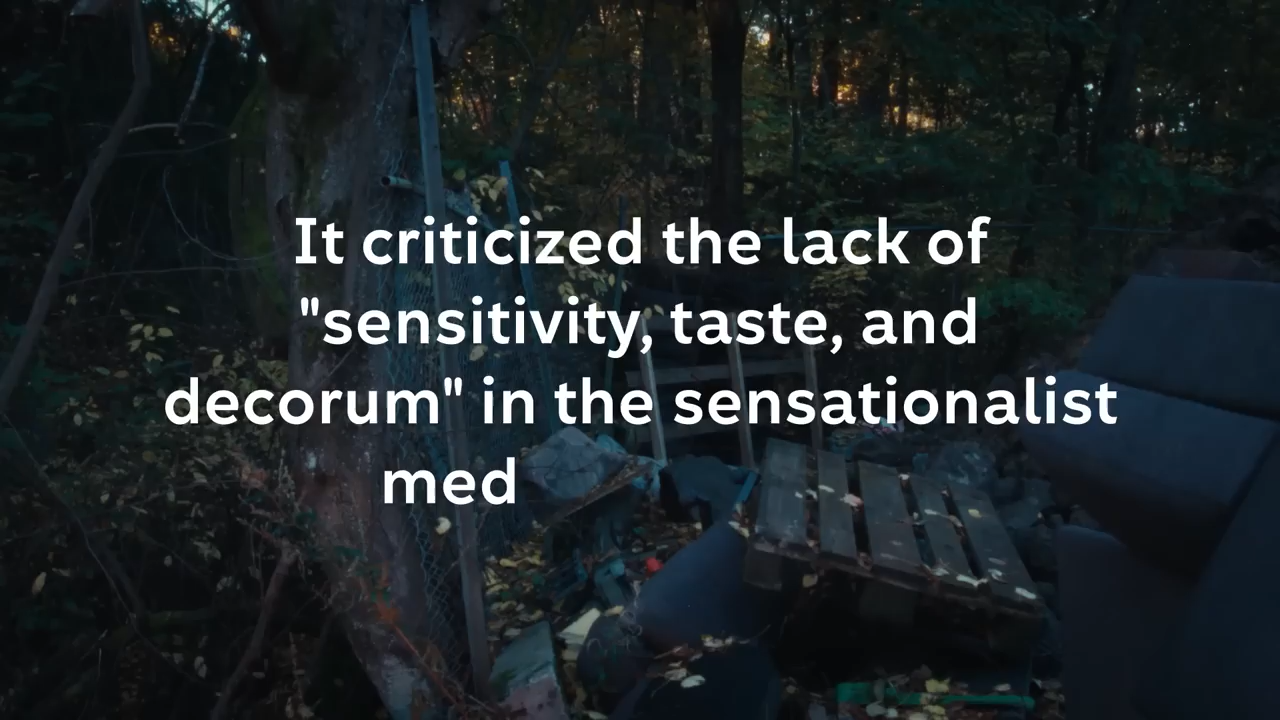 It criticized the lack of
"sensitivity, taste, and
decorum" in the sensationalist
med